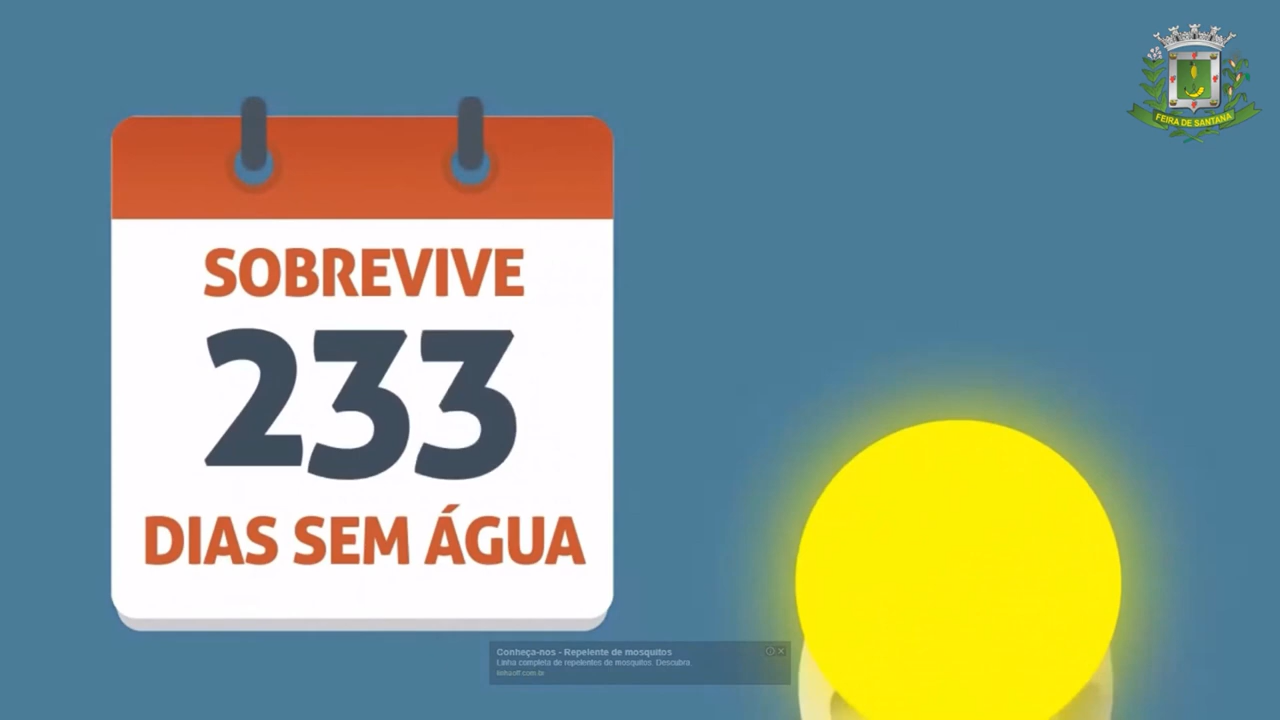 FEIRA DE SANTANA
SOBREVIVE
233
DIAS SEM ÁGUA
Conheça-nos - Repelente de mosquitos
Linha completa de repelentes de mosquitos. Descubra